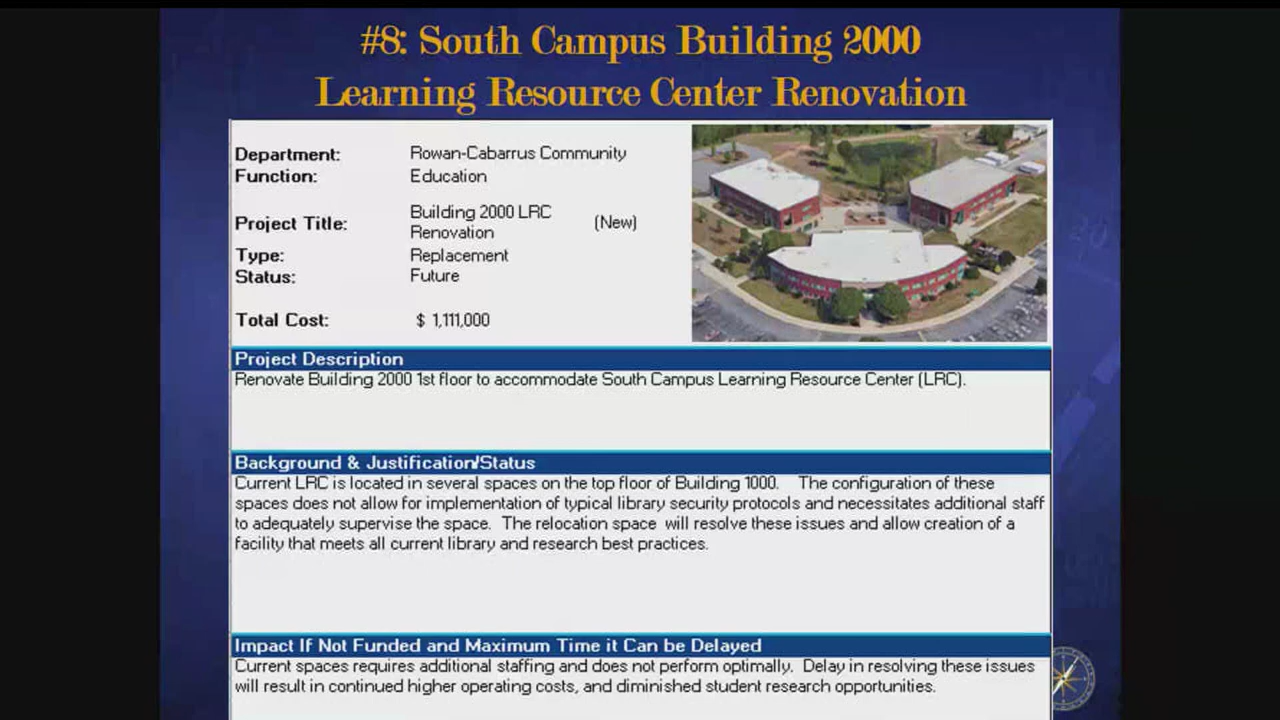 #8: South Campus Building 2000
Learning Resource Center Renovation
Department: Rowan-Cabarrus Community
Function: Education
Project Title: Building 2000 LRC Renovation (New)
Type: Replacement
Status: Future
Total Cost: $ 1,111,000
Project Description
Renovate Building 2000 1st floor to accommodate South Campus Learning Resource Center (LRC).
Background & Justification/Status
Current LRC is located in several spaces on the top floor of Building 1000. The configuration of these
spaces does not allow for implementation of typical library security protocols and necessitates additional staff
to adequately supervise the space. The relocation space will resolve these issues and allow creation of a
facility that meets all current library and research best practices.
Impact If Not Funded and Maximum Time it Can be Delayed
Current spaces requires additional staffing and does not perform optimally. Delay in resolving these issues
will result in continued higher operating costs, and diminished student research opportunities.